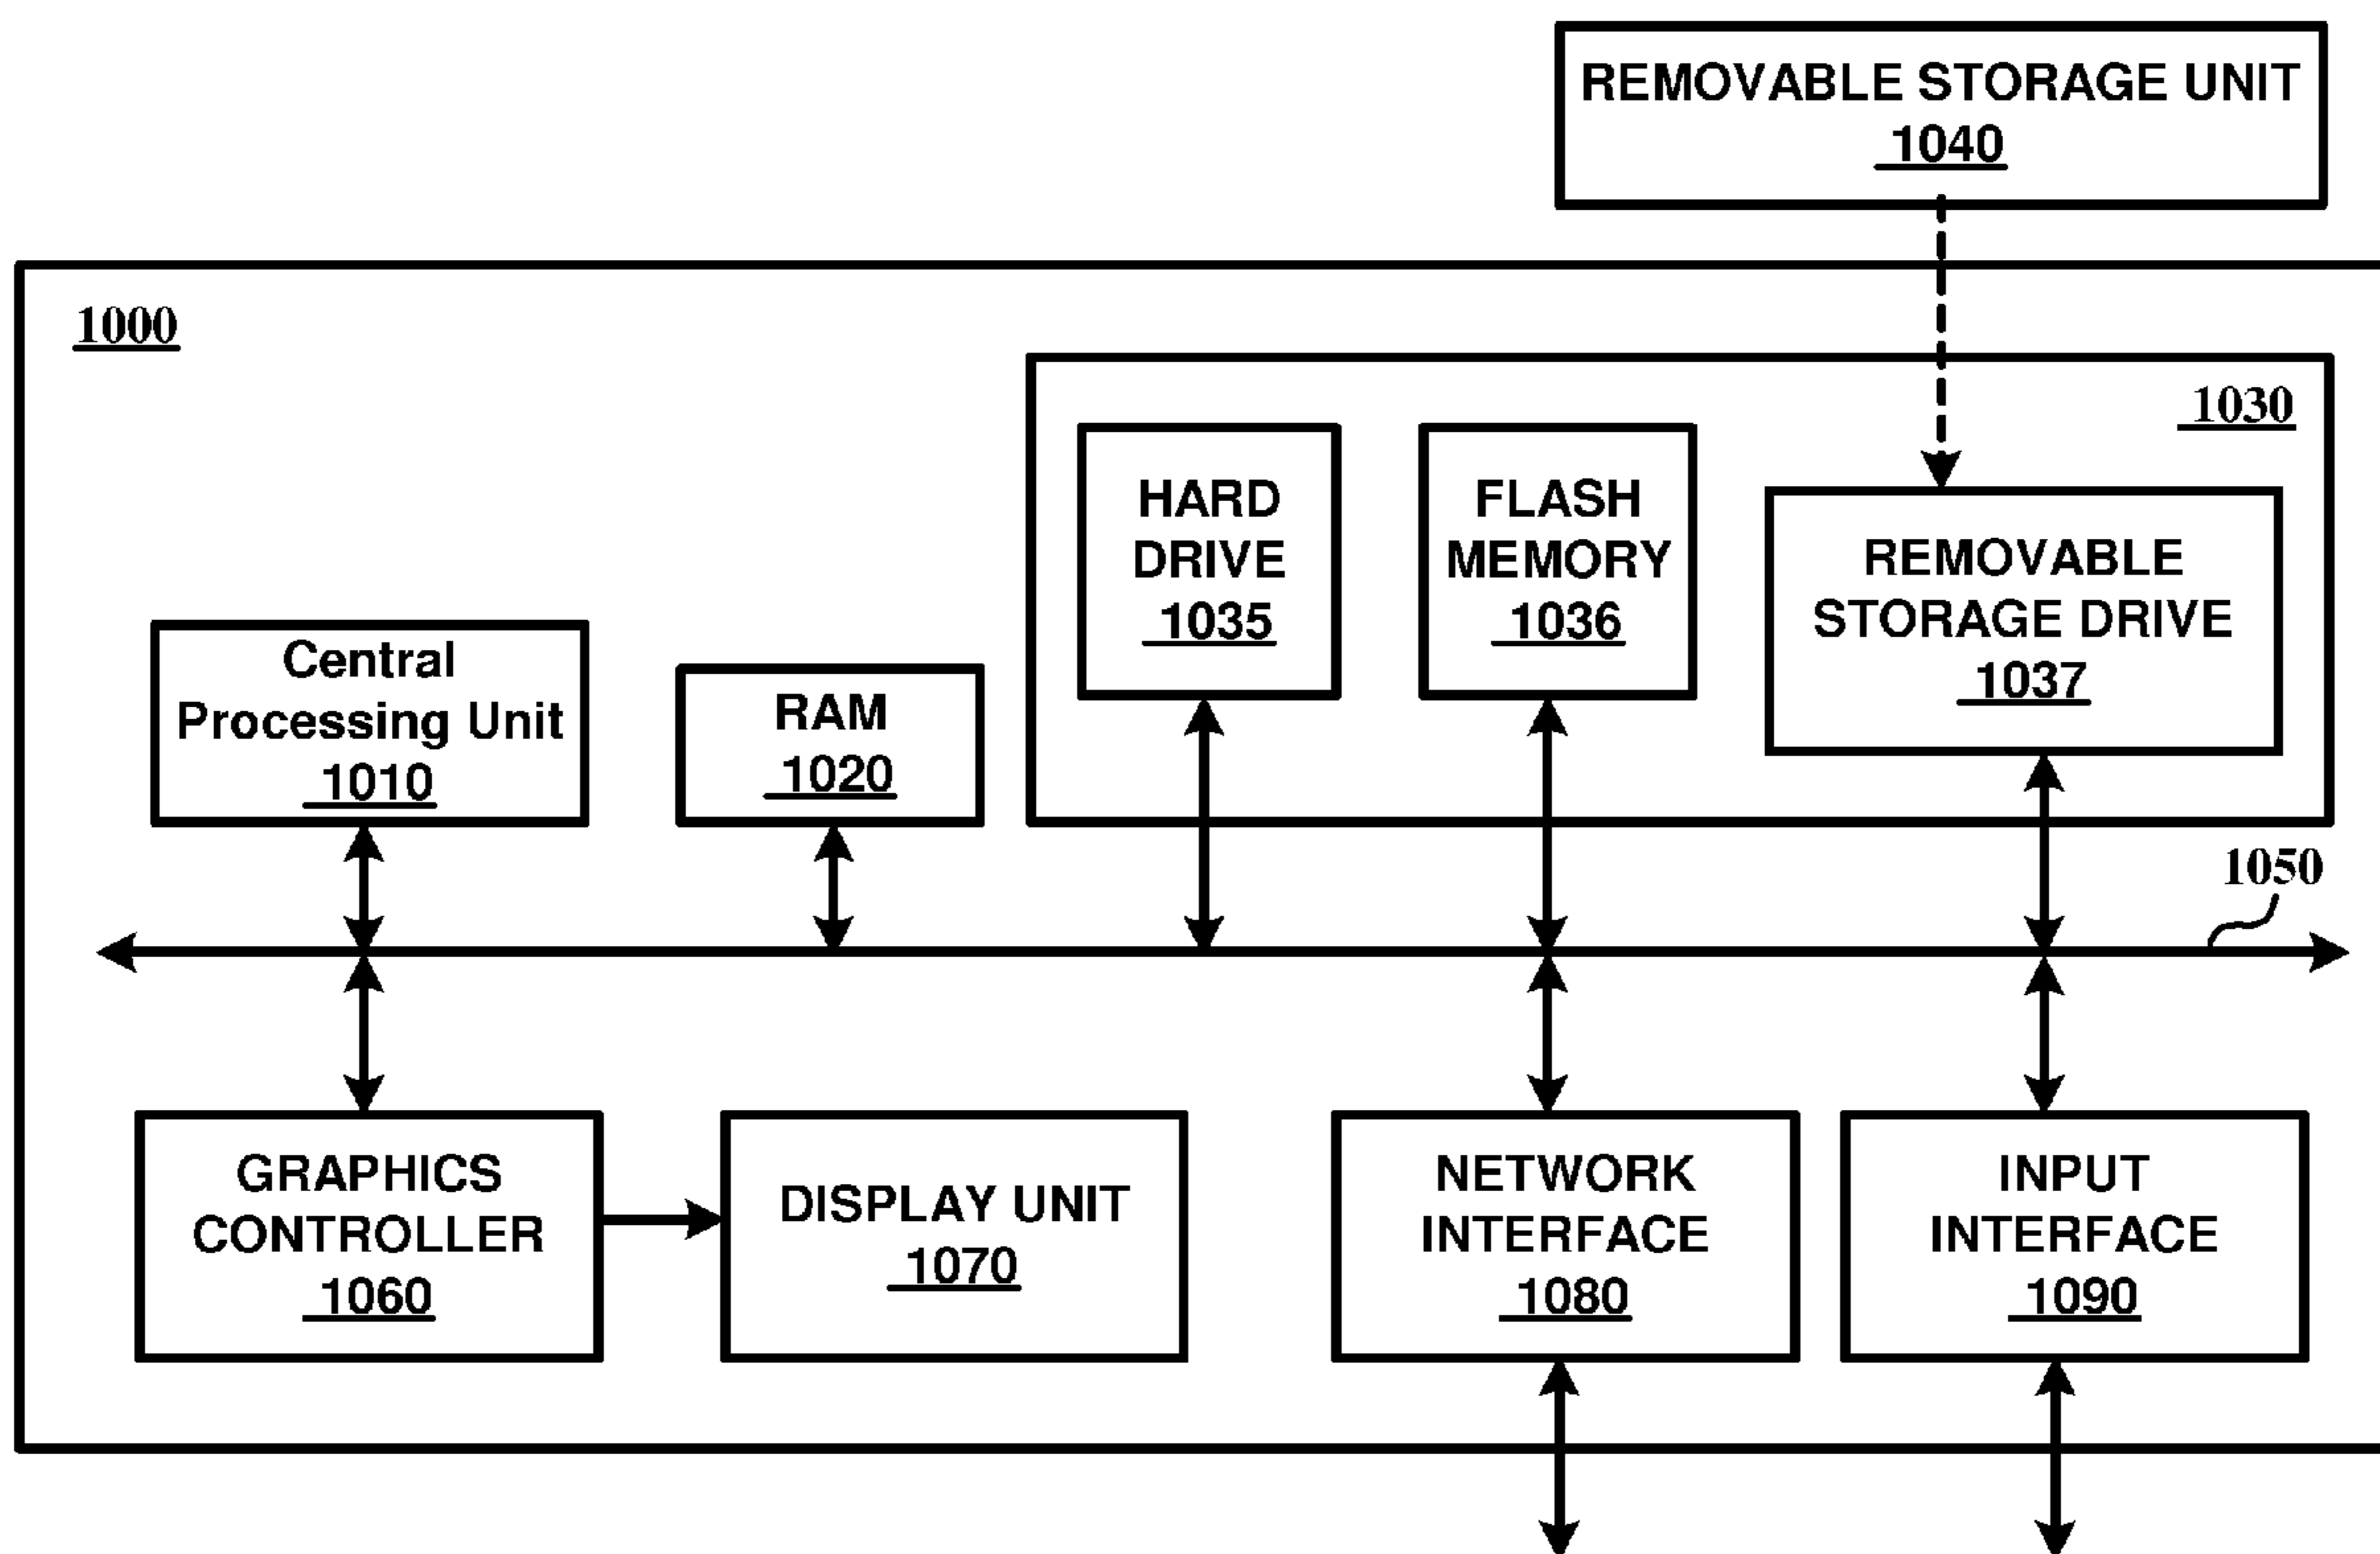 REMOVABLE STORAGE UNIT
1040
1000
1030
HARD
DRIVE
1035
FLASH
MEMORY
1036
REMOVABLE
STORAGE DRIVE
1037
Central
Processing Unit
1010
RAM
1020
1050
GRAPHICS
CONTROLLER
1060
DISPLAY UNIT
1070
NETWORK
INTERFACE
1080
INPUT
INTERFACE
1090